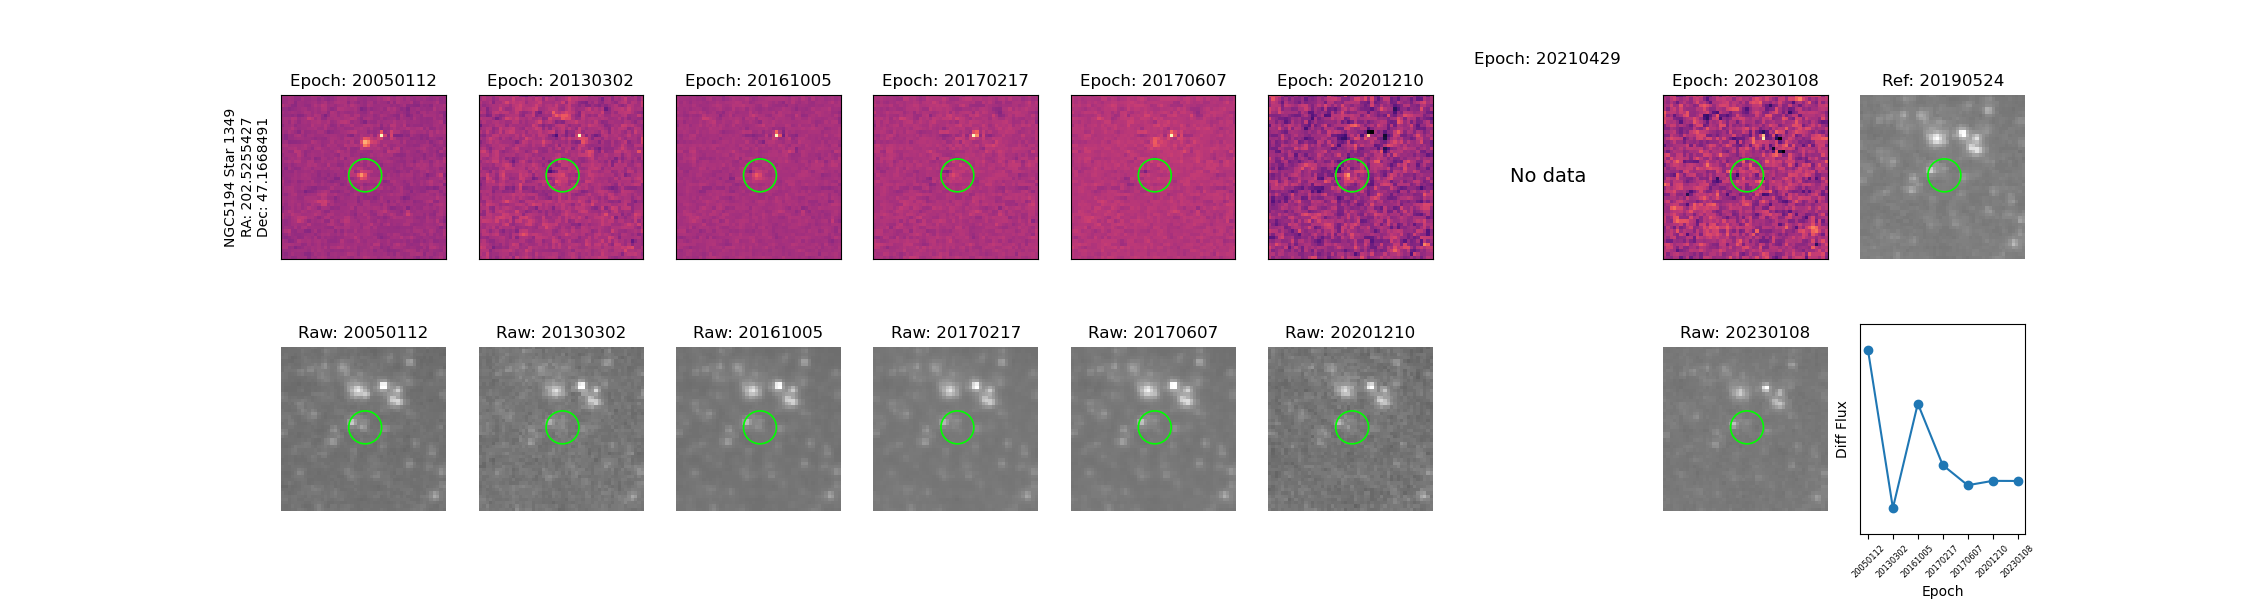 Epoch: 20210429
Epoch: 20050112
Epoch: 20130302
Epoch: 20161005
Epoch: 20170217
Epoch: 20170607
Epoch: 20201210
Epoch: 20230108
Ref: 20190524
NGC5194 Star 1349
RA: 202.5255427
Dec: 47.1668491
No data
Raw: 20050112
Raw: 20130302
Raw: 20161005
Raw: 20170217
Raw: 20170607
Raw: 20201210
Raw: 20230108
Diff Flux
20050112
20130302
20161005
20170217
20170607
20201210
20230108
Epoch